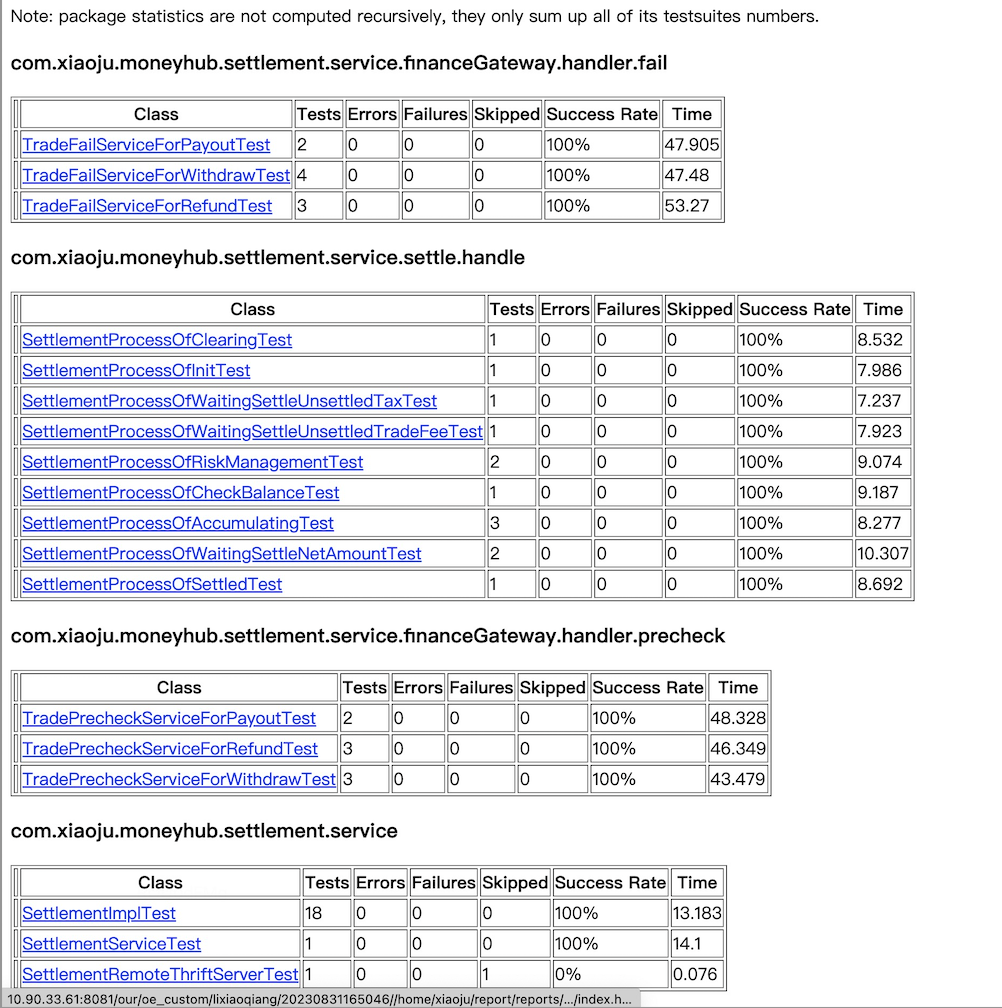 Note: package statistics are not computed recursively, they only sum up all of its testsuites numbers.
com.xiaoju.moneyhub.settlement.service.financeGateway.handler.fail
Class Tests Errors Failures Skipped Success Rate Time
TradeFailServiceForPayoutTest 2 0 0 0 100% 47.905
TradeFailServiceForWithdrawTest 4 0 0 0 100% 47.48
TradeFailServiceForRefundTest 3 0 0 0 100% 53.27
com.xiaoju.moneyhub.settlement.service.settle.handle
Class Tests Errors Failures Skipped Success Rate Time
SettlementProcessOfClearingTest 1 0 0 0 100% 8.532
SettlementProcessOfInitTest 1 0 0 0 100% 7.986
SettlementProcessOfWaitingSettleUnsettledTaxTest 1 0 0 0 100% 7.237
SettlementProcessOfWaitingSettleUnsettledTradeFeeTest 1 0 0 0 100% 7.923
SettlementProcessOfRiskManagementTest 2 0 0 0 100% 9.074
SettlementProcessOfCheckBalanceTest 1 0 0 0 100% 9.187
SettlementProcessOfAccumulatingTest 3 0 0 0 100% 8.277
SettlementProcessOfWaitingSettleNetAmountTest 2 0 0 0 100% 10.307
SettlementProcessOfSettledTest 1 0 0 0 100% 8.692
com.xiaoju.moneyhub.settlement.service.financeGateway.handler.precheck
Class Tests Errors Failures Skipped Success Rate Time
TradePrecheckServiceForPayoutTest 2 0 0 0 100% 48.328
TradePrecheckServiceForRefundTest 3 0 0 0 100% 46.349
TradePrecheckServiceForWithdrawTest 3 0 0 0 100% 43.479
com.xiaoju.moneyhub.settlement.service
Class Tests Errors Failures Skipped Success Rate Time
SettlementImplTest 18 0 0 0 100% 13.183
SettlementServiceTest 1 0 0 0 100% 14.1
SettlementRemoteThriftServerTest 1 0 0 1 0% 0.076
10.90.33.61:8081/our/oe_custom/lixiaoqiang/20230831165046//home/xiaoju/report/reports/.../index.h...